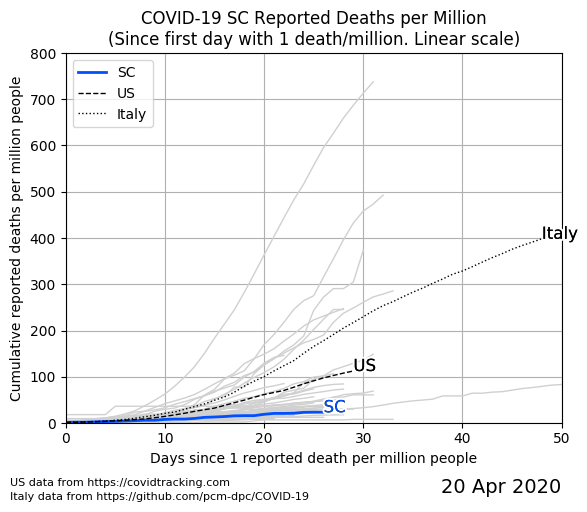 COVID-19 SC Reported Deaths per Million
(Since first day with 1 death/million. Linear scale)
Cumulative reported deaths per million people
800
700
600
500
400
300
200
100
0
SC
US
Italy
Italy
US
SC
0 10 20 30 40 50
Days since 1 reported death per million people
US data from https://covidtracking.com
Italy data from https://github.com/pcm-dpc/COVID-19
20 Apr 2020